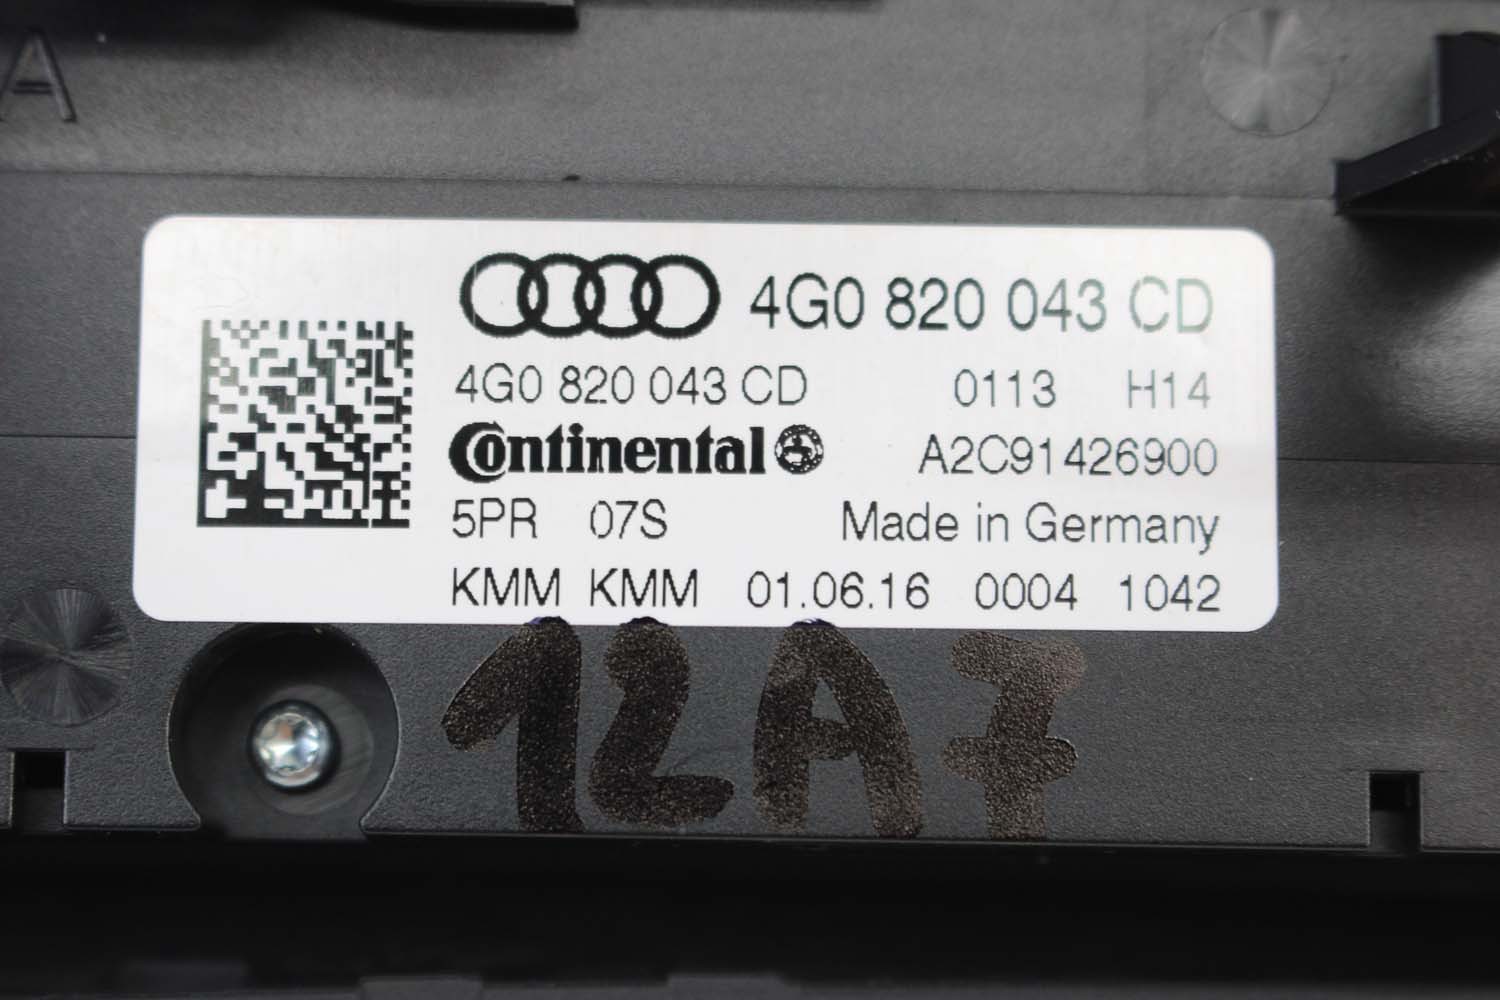 A
4G0 820 043 CD
4G0 820 043 CD 0113 H14
Continental A2C91426900
5PR 07S Made in Germany
KMM KMM 01.06.16 0004 1042
12A7